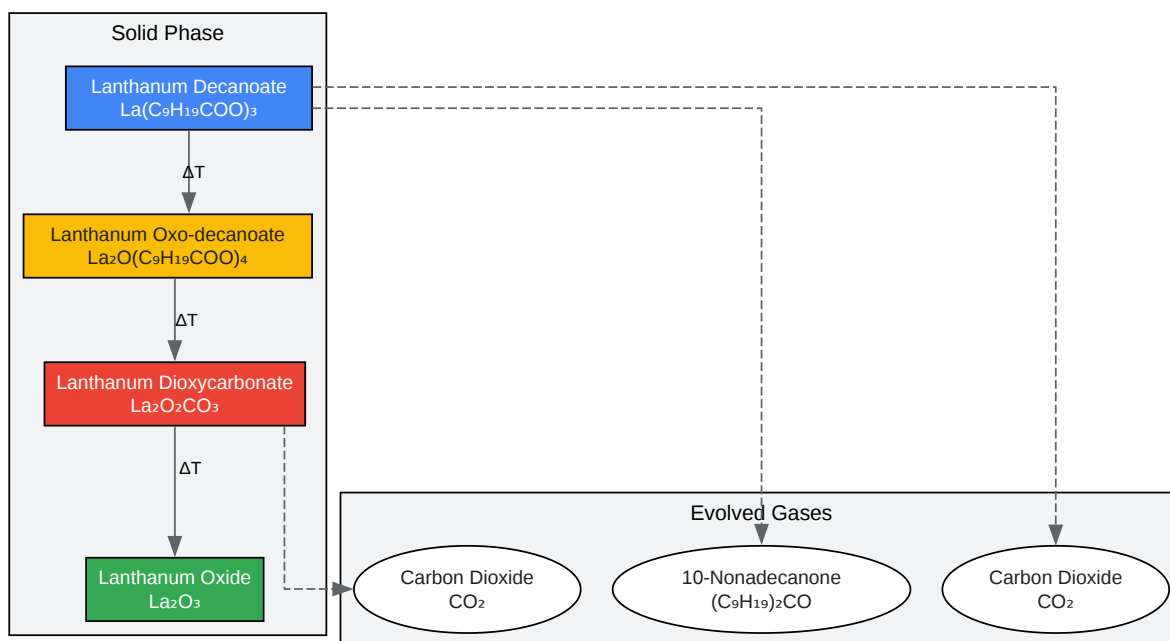 Solid Phase
Lanthanum Decanoate
La(C₉H₁₉COO)₃
ΔT
Lanthanum Oxo-decanoate
La₂O(C₉H₁₉COO)₄
ΔT
Lanthanum Dioxycarbonate
La₂O₂CO₃
ΔT
Lanthanum Oxide
La₂O₃
Evolved Gases
Carbon Dioxide
CO₂
10-Nonadecanone
(C₉H₁₉)₂CO
Carbon Dioxide
CO₂